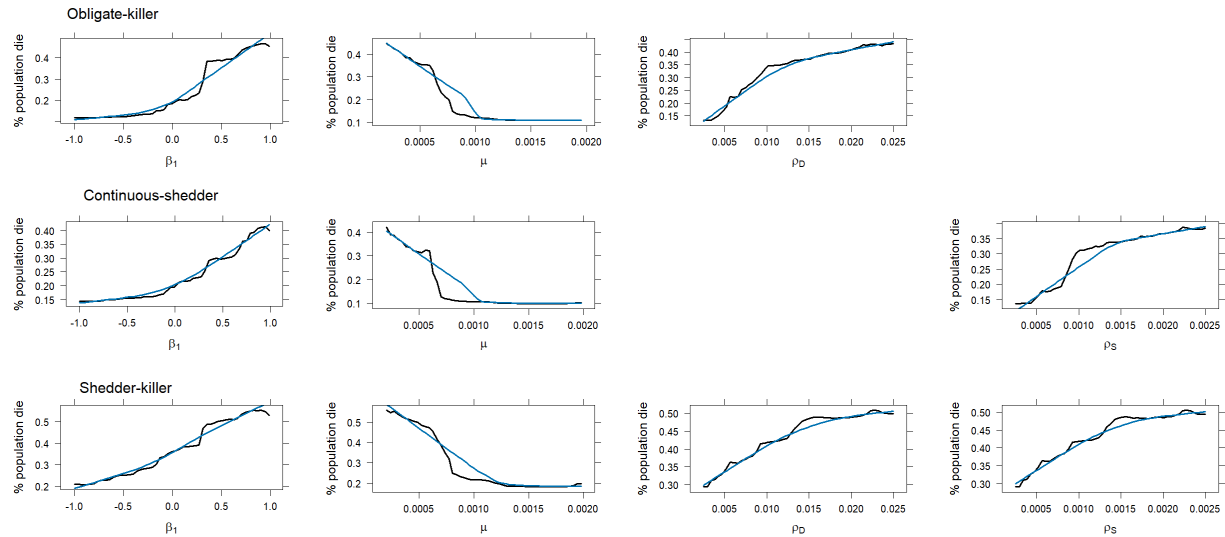 Obligate-killer
% population die
0.4
0.3
0.2
-1.0 -0.5 0.0 0.5 1.0
β1
% population die
0.4
0.3
0.2
0.1
0.0005 0.0010 0.0015 0.0020
μ
% population die
0.40
0.35
0.30
0.25
0.20
0.15
0.005 0.010 0.015 0.020 0.025
ρD
Continuous-shedder
% population die
0.40
0.35
0.30
0.25
0.20
0.15
-1.0 -0.5 0.0 0.5 1.0
β1
% population die
0.4
0.3
0.2
0.1
0.0005 0.0010 0.0015 0.0020
μ
% population die
0.35
0.30
0.25
0.20
0.15
0.0005 0.0010 0.0015 0.0020 0.0025
ρS
Shedder-killer
% population die
0.5
0.4
0.3
0.2
-1.0 -0.5 0.0 0.5 1.0
β1
% population die
0.5
0.4
0.3
0.2
0.0005 0.0010 0.0015 0.0020
μ
% population die
0.50
0.45
0.40
0.35
0.30
0.005 0.010 0.015 0.020 0.025
ρD
% population die
0.50
0.45
0.40
0.35
0.30
0.0005 0.0010 0.0015 0.0020 0.0025
ρS